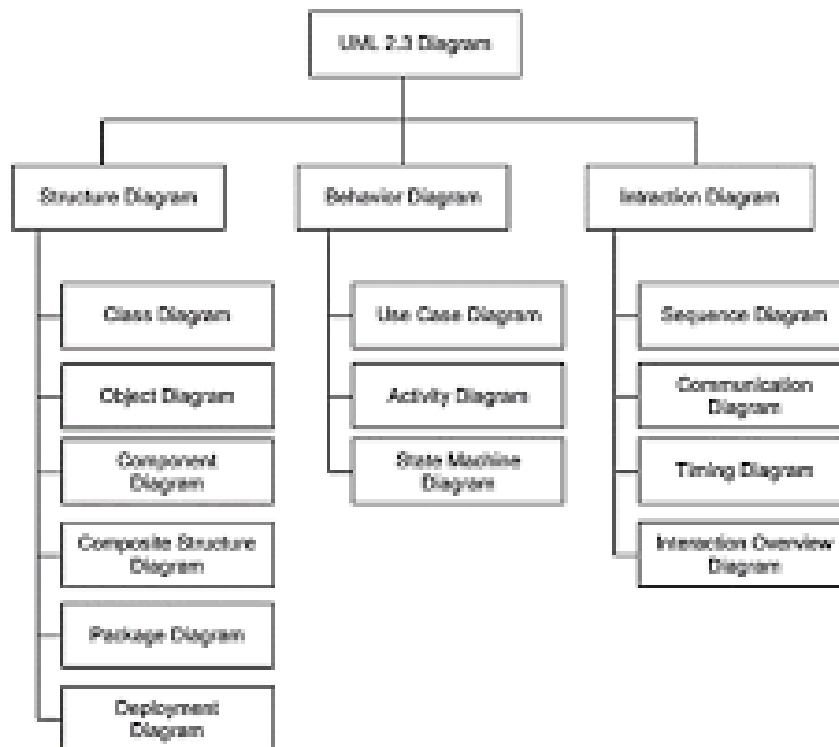 UML 2.3 Diagram
Structure Diagram
Behavior Diagram
Intraction Diagram
Class Diagram
Object Diagram
Component
Diagram
Composite Structure
Diagram
Package Diagram
Deployment
Diagram
Use Case Diagram
Activity Diagram
State Machine
Diagram
Sequence Diagram
Communication
Diagram
Timing Diagram
Interaction Overview
Diagram